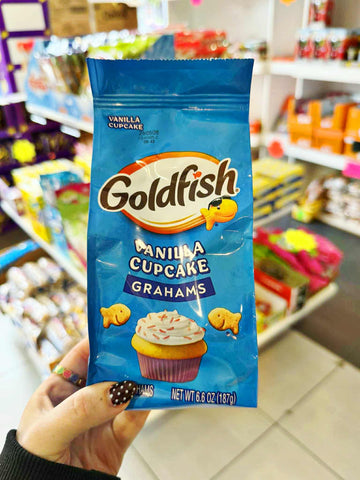 VANILLA
CUPCAKE
Goldfish
VANILLA
CUPCAKE
GRAHAMS
NET WT 6.6 OZ (187g)